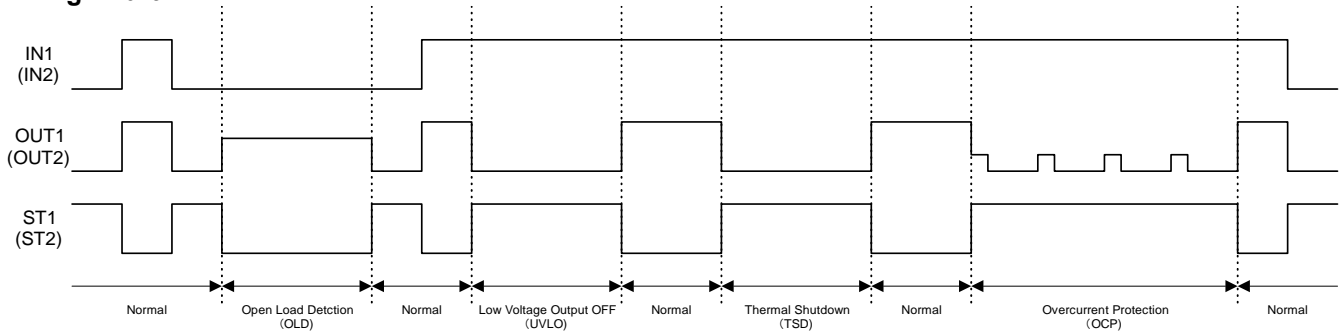 IN1
(IN2)
OUT1
(OUT2)
ST1
(ST2)
Normal
Open Load Detction
(OLD)
Normal
Low Voltage Output OFF
(UVLO)
Normal
Thermal Shutdown
(TSD)
Normal
Overcurrent Protection
(OCP)
Normal